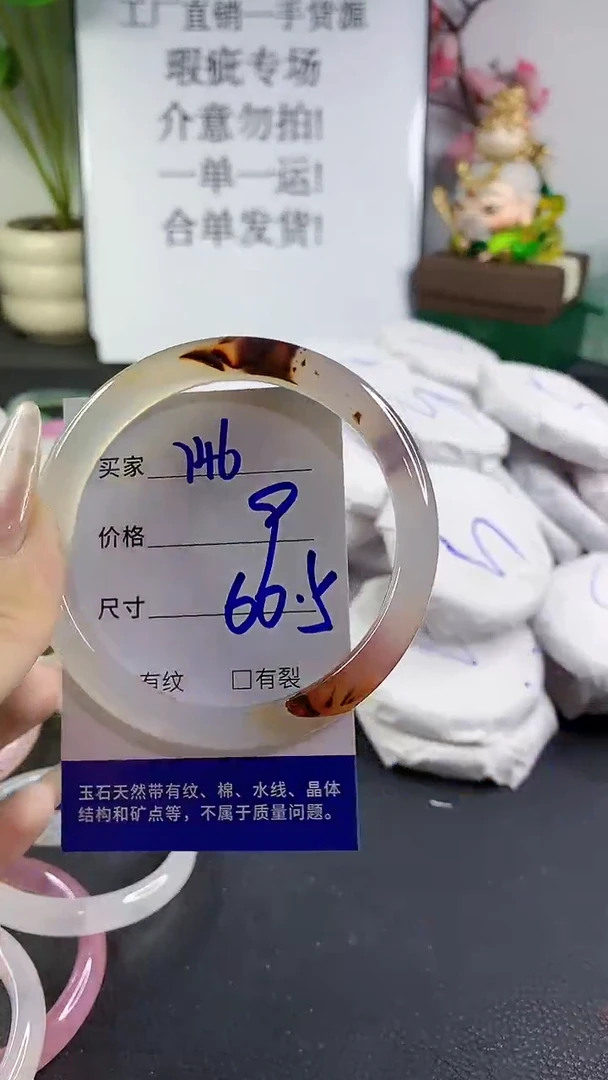 工厂直销一手货源
瑕疵专场
介意勿拍!
一单一运!
合单发货!
买家 146
价格
尺寸 60.5
有纹 □有裂
玉石天然带有纹、棉、水线、晶体
结构和矿点等，不属于质量问题。